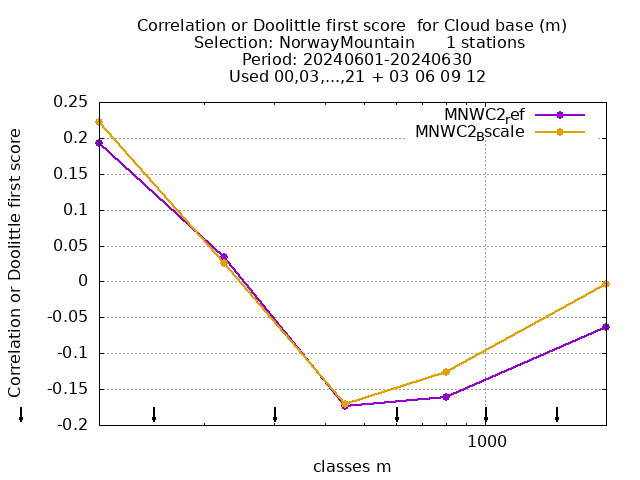 Correlation or Doolittle first score  for Cloud base (m)
Selection: NorwayMountain      1 stations
Period: 20240601-20240630
Used 00,03,...,21 + 03 06 09 12
MNWC2ref
MNWC2Bscale
Correlation or Doolittle first score
0.25
0.2
0.15
0.1
0.05
0
-0.05
-0.1
-0.15
-0.2
1000
classes m